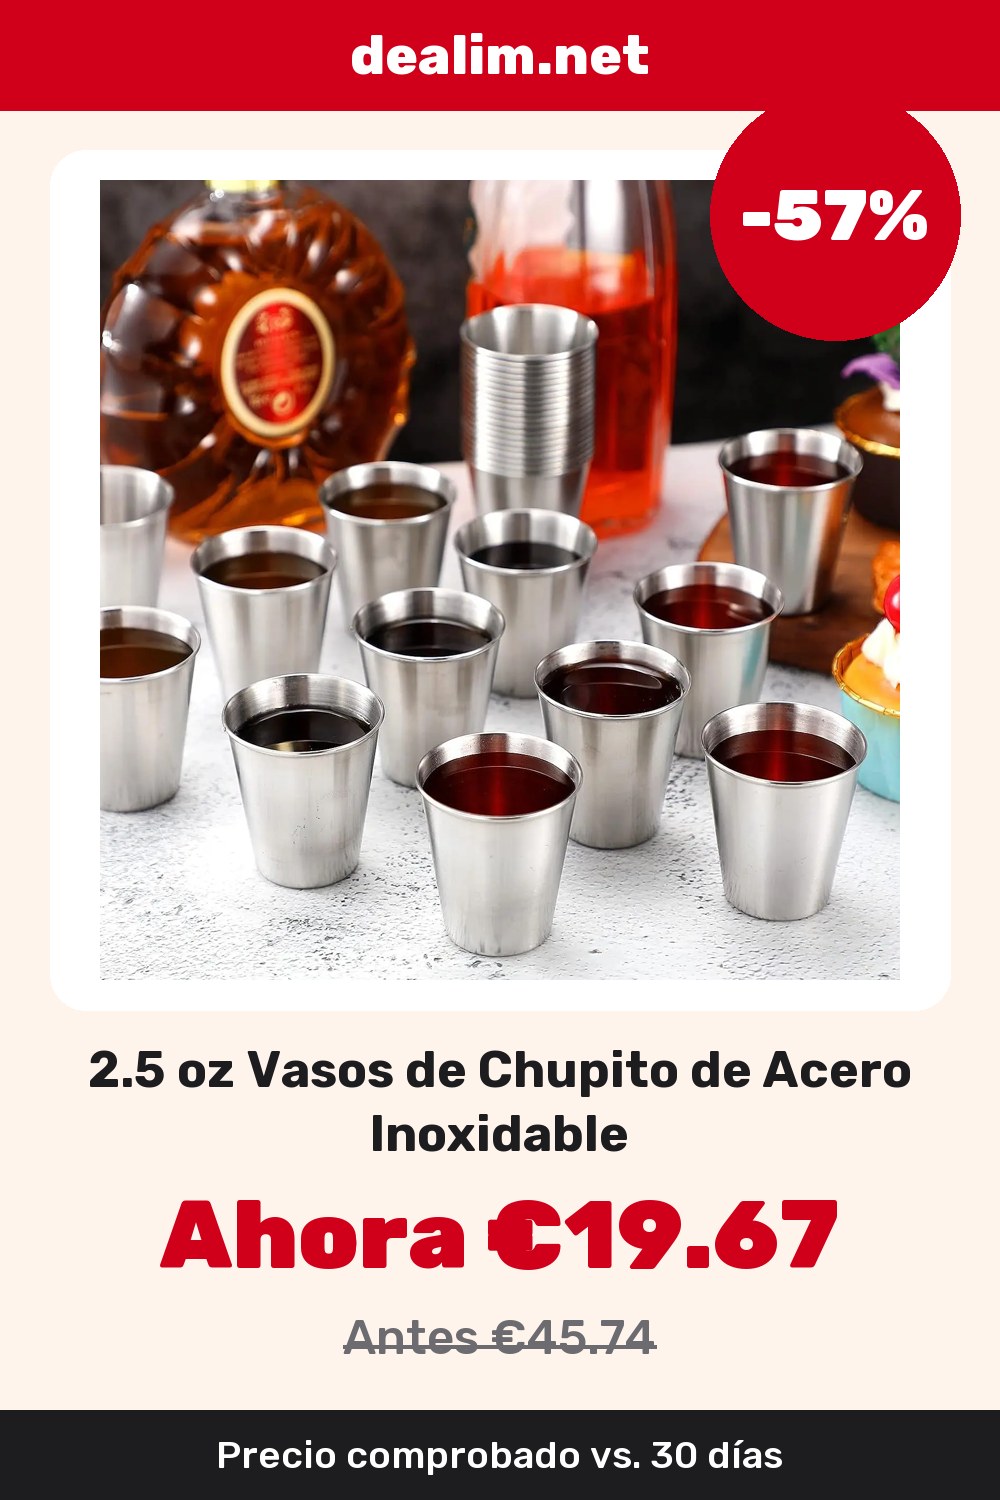 dealim.net
-57%
2.5 oz Vasos de Chupito de Acero
Inoxidable
Ahora €19.67
Antes €45.74
Precio comprobado vs. 30 días